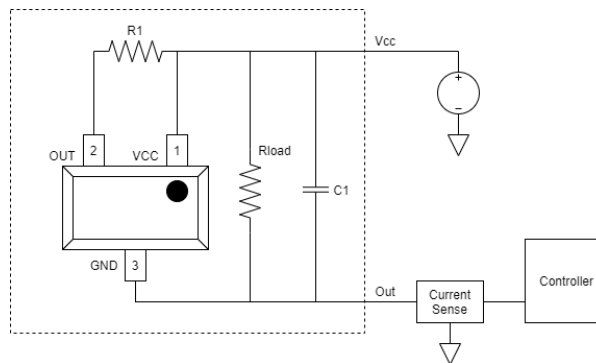 R1
Vcc
+
−
OUT
2
VCC
1
Rload
C1
GND
3
Out
Current
Sense
Controller